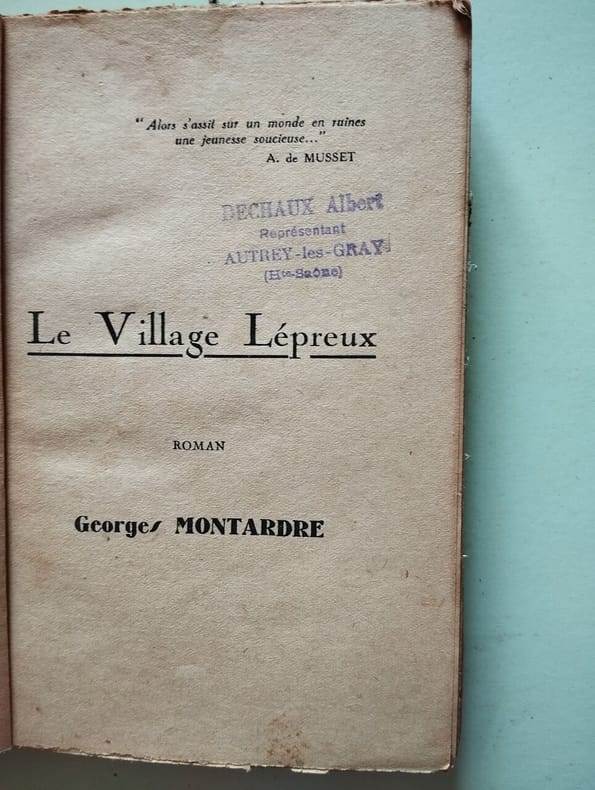 "Alors s'assit sur un monde en ruines
une jeunesse soucieuse..."
A. de MUSSET
DECHAUX Albert
Représentant
AUTREY-les-GRAY
(Hte-Saône)
Le Village Lépreux
ROMAN
Georges MONTARDRE